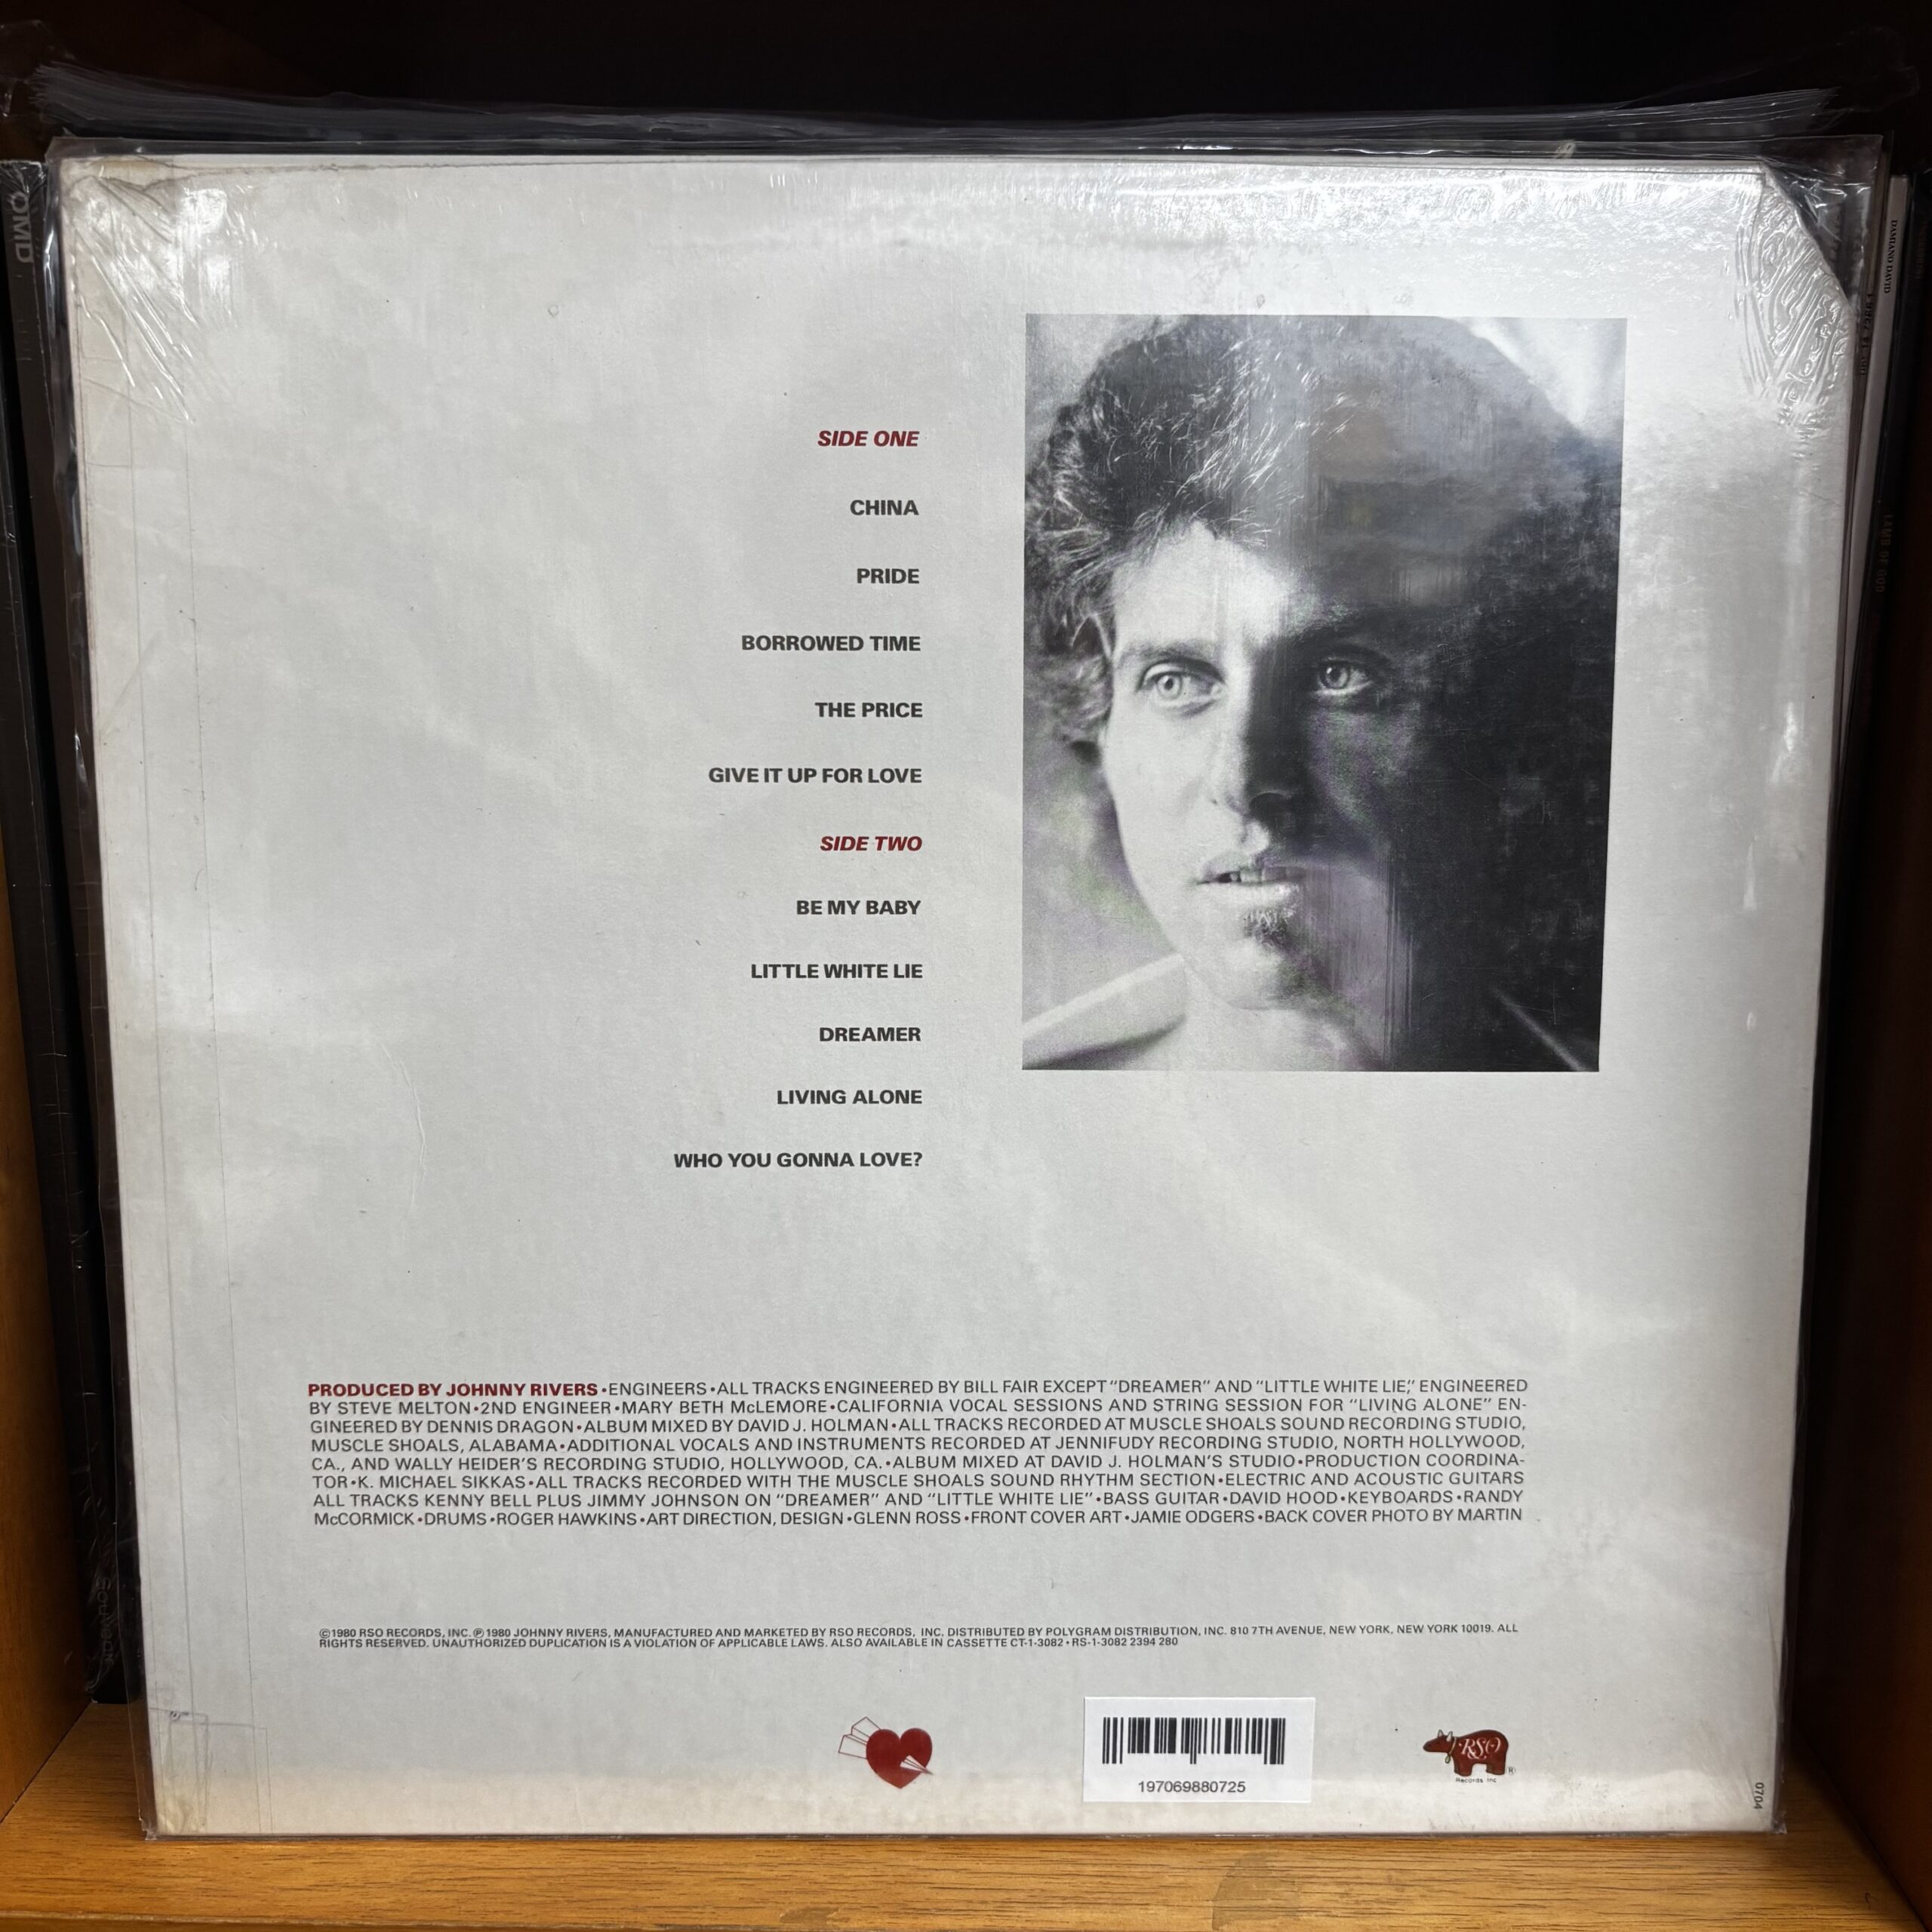 OMD
DAMIANO DAVID
LAMB OF GOD
SIDE ONE
CHINA
PRIDE
BORROWED TIME
THE PRICE
GIVE IT UP FOR LOVE
SIDE TWO
BE MY BABY
LITTLE WHITE LIE
DREAMER
LIVING ALONE
WHO YOU GONNA LOVE?
PRODUCED BY JOHNNY RIVERS•ENGINEERS•ALL TRACKS ENGINEERED BY BILL FAIR EXCEPT "DREAMER" AND "LITTLE WHITE LIE," ENGINEERED
BY STEVE MELTON•2ND ENGINEER•MARY BETH McLEMORE•CALIFORNIA VOCAL SESSIONS AND STRING SESSION FOR "LIVING ALONE" EN-
GINEERED BY DENNIS DRAGON•ALBUM MIXED BY DAVID J. HOLMAN•ALL TRACKS RECORDED AT MUSCLE SHOALS SOUND RECORDING STUDIO,
MUSCLE SHOALS, ALABAMA•ADDITIONAL VOCALS AND INSTRUMENTS RECORDED AT JENNIFUDY RECORDING STUDIO, NORTH HOLLYWOOD,
CA., AND WALLY HEIDER'S RECORDING STUDIO, HOLLYWOOD, CA.•ALBUM MIXED AT DAVID J. HOLMAN'S STUDIO•PRODUCTION COORDINA-
TOR•K. MICHAEL SIKKAS•ALL TRACKS RECORDED WITH THE MUSCLE SHOALS SOUND RHYTHM SECTION•ELECTRIC AND ACOUSTIC GUITARS
ALL TRACKS KENNY BELL PLUS JIMMY JOHNSON ON "DREAMER" AND "LITTLE WHITE LIE"•BASS GUITAR•DAVID HOOD•KEYBOARDS•RANDY
McCORMICK•DRUMS•ROGER HAWKINS•ART DIRECTION, DESIGN•GLENN ROSS•FRONT COVER ART•JAMIE ODGERS•BACK COVER PHOTO BY MARTIN
©1980 RSO RECORDS, INC. ℗1980 JOHNNY RIVERS, MANUFACTURED AND MARKETED BY RSO RECORDS, INC. DISTRIBUTED BY POLYGRAM DISTRIBUTION, INC. 810 7TH AVENUE, NEW YORK, NEW YORK 10019. ALL
RIGHTS RESERVED. UNAUTHORIZED DUPLICATION IS A VIOLATION OF APPLICABLE LAWS. ALSO AVAILABLE IN CASSETTE CT-1-3082 • RS-1-3082 2394 280
197069880725
RSO
Records Inc
®
0704